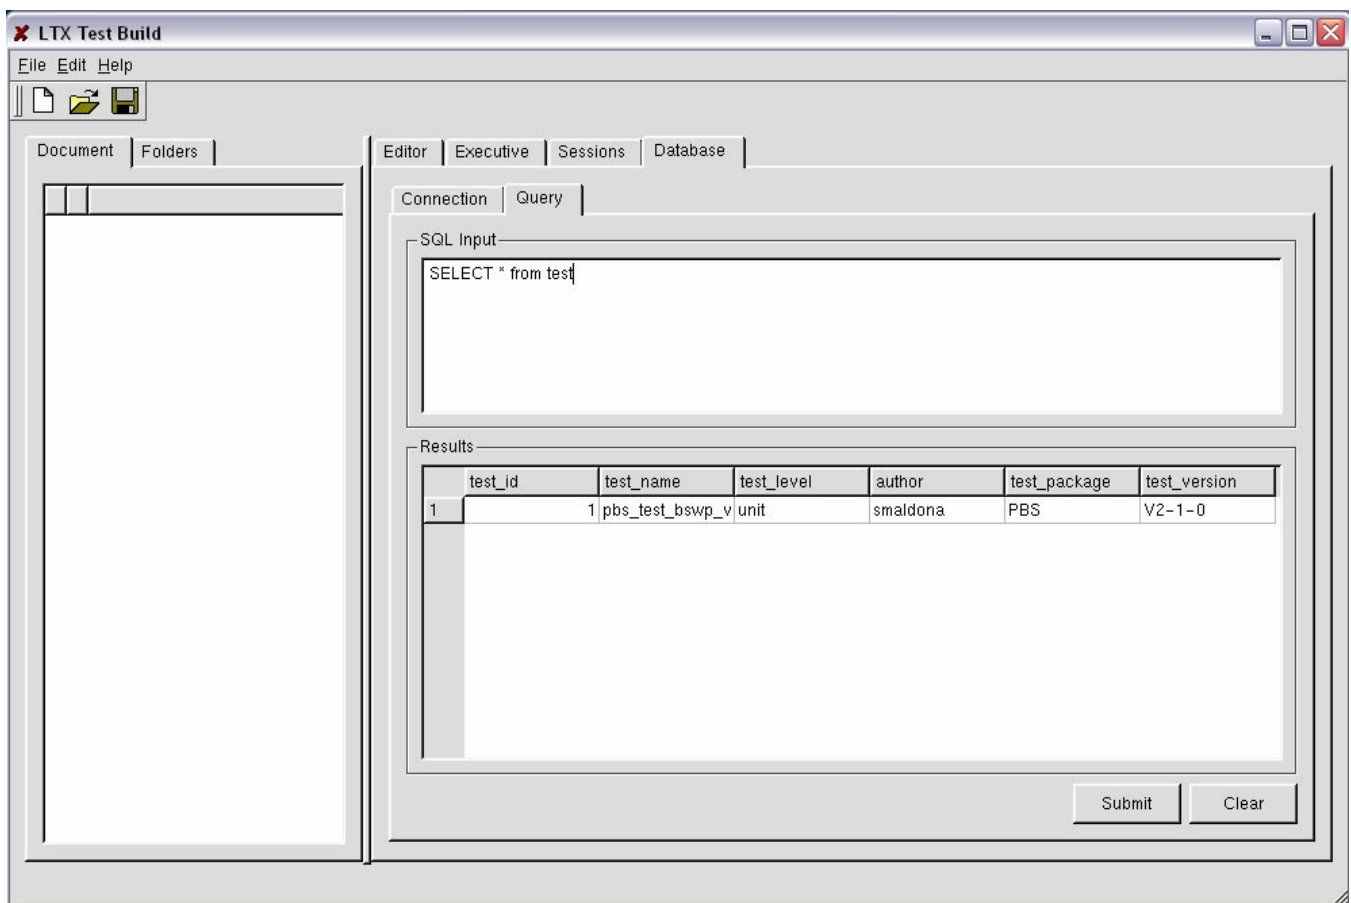 LTX Test Build
File Edit Help
Document Folders
Editor Executive Sessions Database
Connection Query
SQL Input
SELECT * from test
Results
test_id test_name test_level author test_package test_version
1 1 pbs_test_bswp_v unit smaldona PBS V2-1-0
Submit Clear